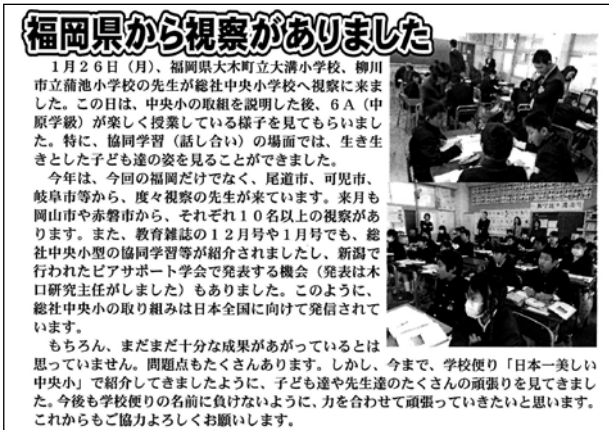 福岡県から視察がありました
１月２６日（月）、福岡県大木町立大溝小学校、柳川
市立蒲池小学校の先生が総社中央小学校へ視察に来ま
した。この日は、中央小の取組を説明した後、６Ａ（中
原学級）が楽しく授業している様子を見てもらいまし
た。特に、協同学習（話し合い）の場面では、生き生
きとした子ども達の姿を見ることができました。
今年は、今回の福岡だけでなく、尾道市、可児市、
岐阜市等から、度々視察の先生が来ています。来月も
岡山市や赤磐市から、それぞれ１０名以上の視察があ
ります。また、教育雑誌の１２月号や１月号でも、総
社中央小型の協同学習等が紹介されましたし、新潟で
行われたピアサポート学会で発表する機会（発表は木
口研究主任がしました）もありました。このように、
総社中央小の取り組みは日本全国に向けて発信されて
います。
もちろん、まだまだ十分な成果があがっているとは
思っていません。問題点もたくさんあります。しかし、今まで、学校便り「日本一美しい
中央小」で紹介してきましたように、子ども達や先生達のたくさんの頑張りを見てきまし
た。今後も学校便りの名前に負けないように、力を合わせて頑張っていきたいと思います。
これからもご協力よろしくお願いします。